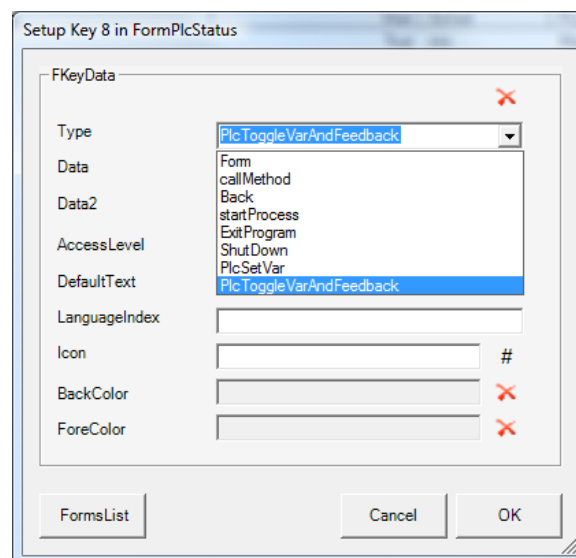 Setup Key 8 in FormPlcStatus
FKeyData
Type
PlcToggleVarAndFeedback
Form
callMethod
Back
startProcess
ExitProgram
ShutDown
PlcSetVar
PlcToggleVarAndFeedback
Data
Data2
AccessLevel
DefaultText
LanguageIndex
Icon
#
BackColor
ForeColor
FormsList
Cancel
OK